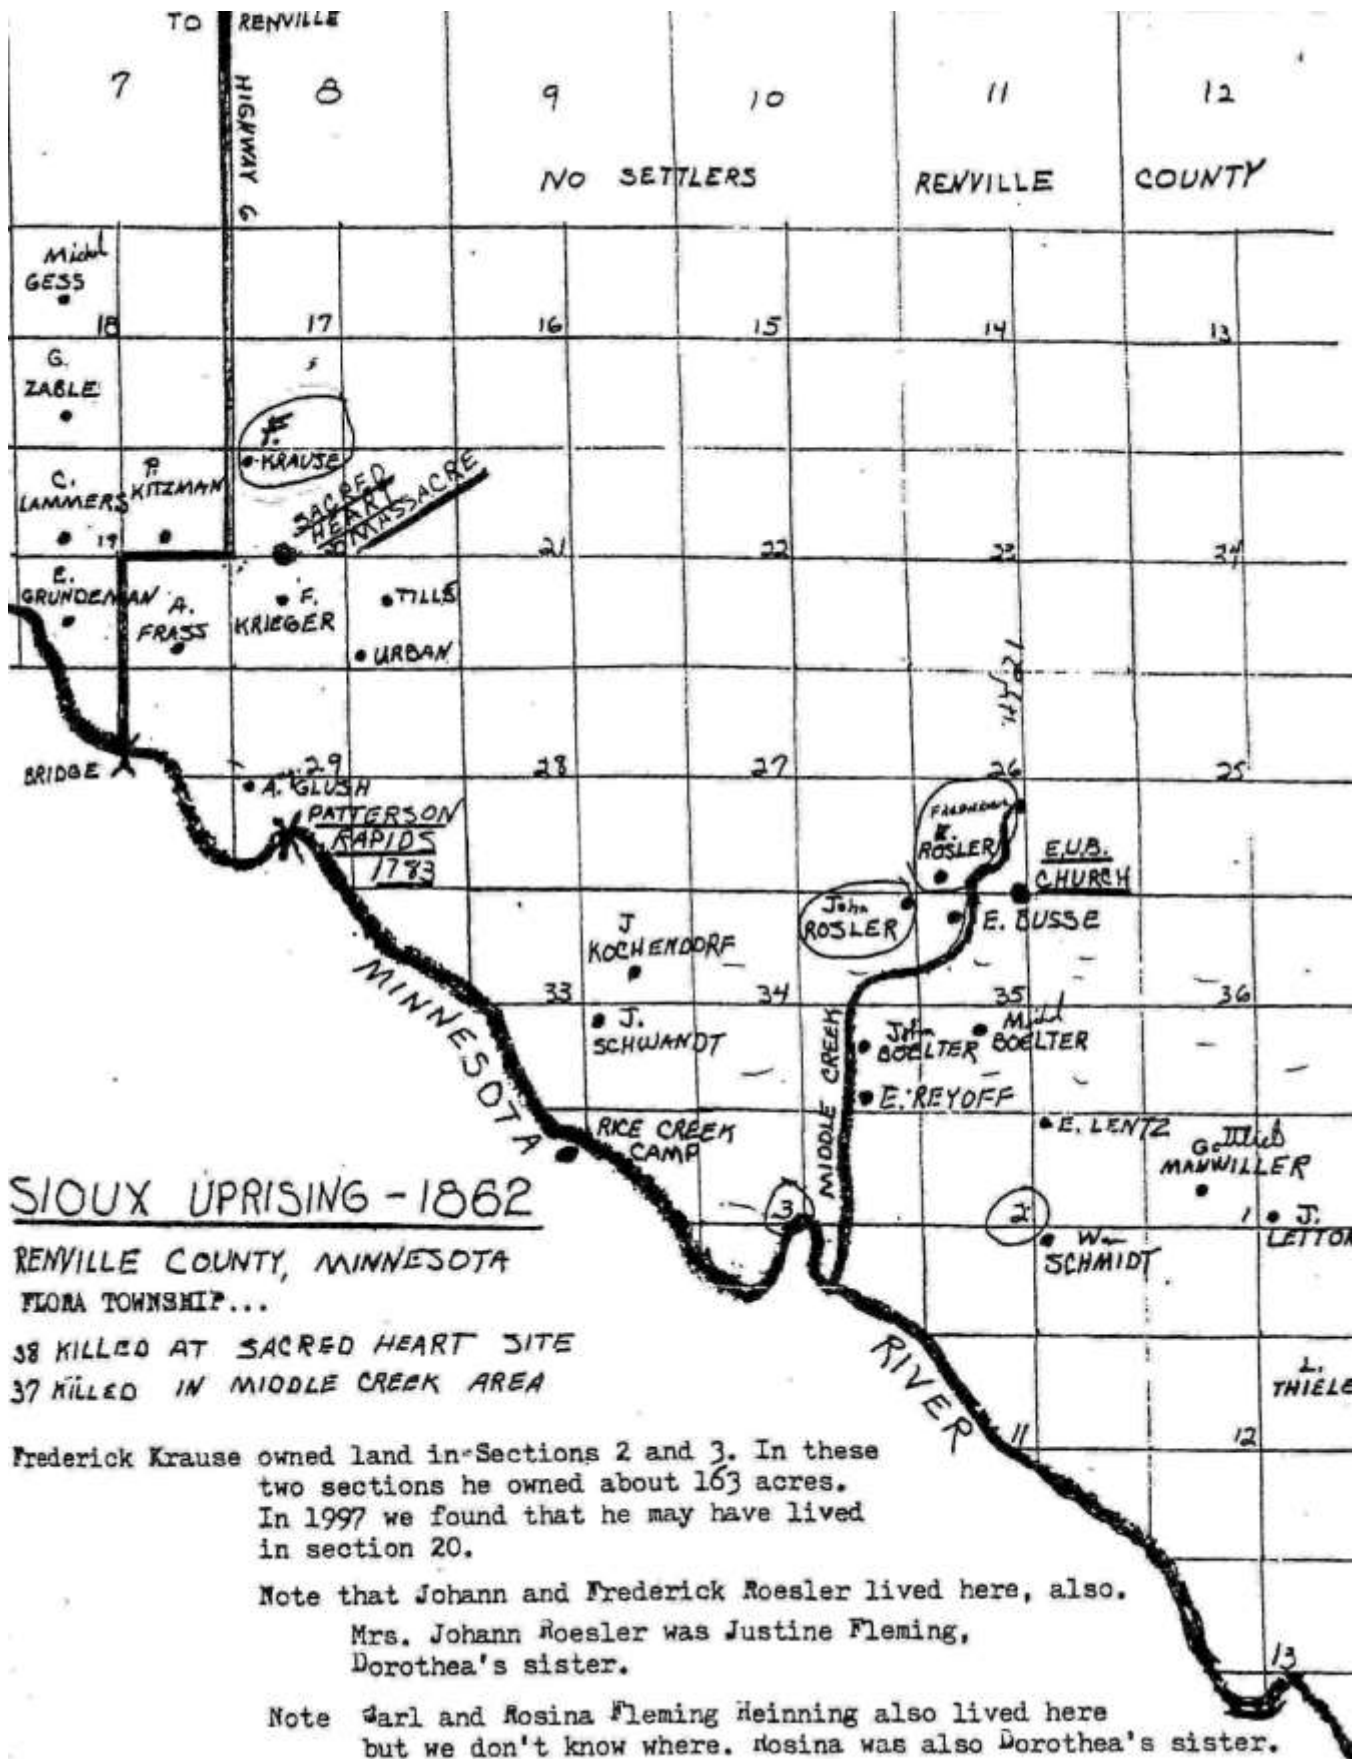 TO RENVILLE
7 8 9 10 11 12
HIGHWAY 6
NO SETTLERS RENVILLE COUNTY
Michl
GESS
18 17 16 15 14 13
G.
ZABLE
F.
KRAUSE
C.
LAMMERS
P.
KITZMAN
SACRED
HEART
MASSACRE
19 20 21 22 23 24
E.
GRUNDEMAN
A.
FRASS
F.
KRIEGER
TILLE
URBAN
HY 21
BRIDGE
29 28 27 26 25
A. GLUSH
PATTERSON
RAPIDS
1783
ROSLER
E.U.B.
CHURCH
John
ROSLER
E. BUSSE
J
KOCHENDORF
33 34 35 36
J.
SCHWANDT
MIDDLE CREEK
John
BOELTER
Michl
BOELTER
E. REYOFF
E. LENTZ
MINNESOTA
RICE CREEK
CAMP
Gottlieb
MANWILLER
3 2 1
J.
LETTON
Wm
SCHMIDT
RIVER
L.
THIELE
11 12
13
SIOUX UPRISING - 1862
RENVILLE COUNTY, MINNESOTA
FLORA TOWNSHIP...
38 KILLED AT SACRED HEART SITE
37 KILLED IN MIDDLE CREEK AREA
Frederick Krause owned land in Sections 2 and 3. In these
two sections he owned about 163 acres.
In 1997 we found that he may have lived
in section 20.
Note that Johann and Frederick Roesler lived here, also.
Mrs. Johann Roesler was Justine Fleming,
Dorothea's sister.
Note Carl and Rosina Fleming Heinning also lived here
but we don't know where. Rosina was also Dorothea's sister.